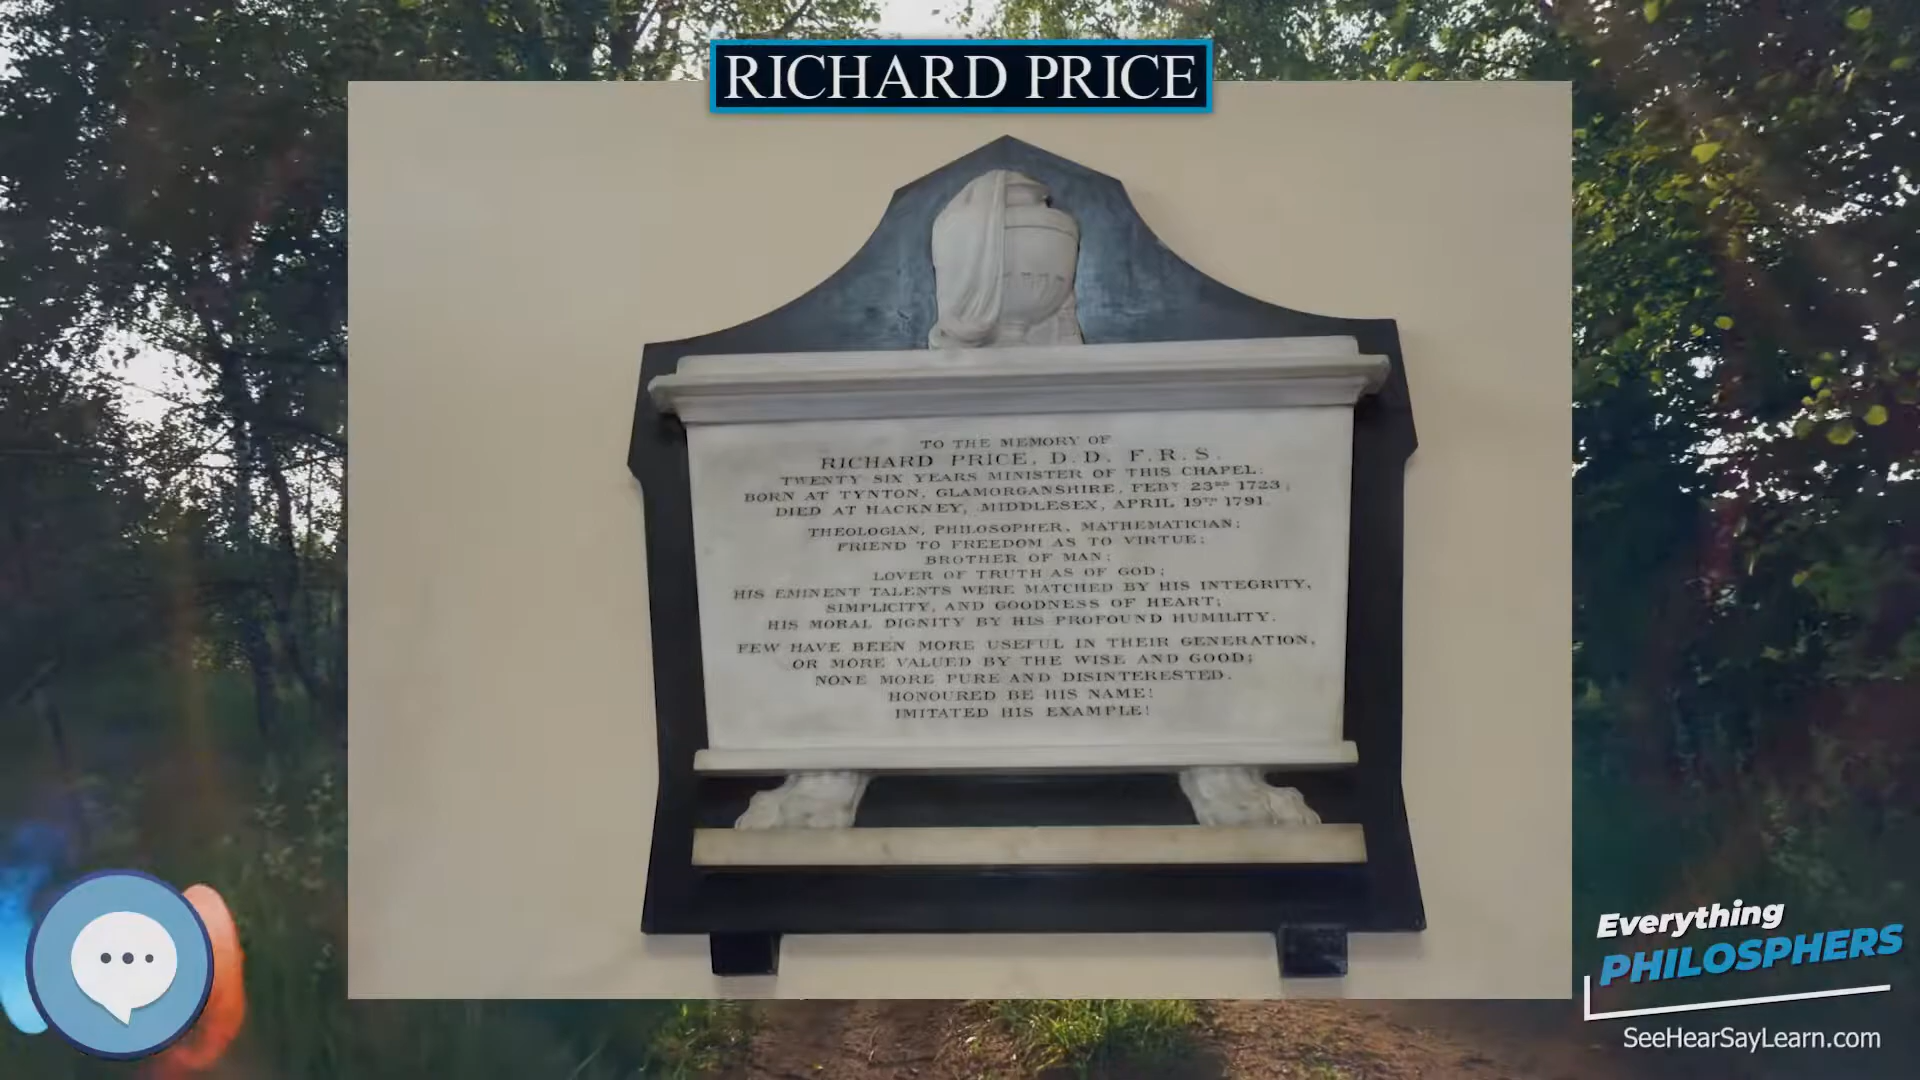 RICHARD PRICE
TO THE MEMORY OF
RICHARD PRICE, D.D. F.R.S.
TWENTY SIX YEARS MINISTER OF THIS CHAPEL:
BORN AT TYNTON, GLAMORGANSHIRE, FEBY 23RD 1723;
DIED AT HACKNEY, MIDDLESEX, APRIL 19TH 1791.
THEOLOGIAN, PHILOSOPHER, MATHEMATICIAN;
FRIEND TO FREEDOM AS TO VIRTUE;
BROTHER OF MAN;
LOVER OF TRUTH AS OF GOD;
HIS EMINENT TALENTS WERE MATCHED BY HIS INTEGRITY,
SIMPLICITY, AND GOODNESS OF HEART;
HIS MORAL DIGNITY BY HIS PROFOUND HUMILITY.
FEW HAVE BEEN MORE USEFUL IN THEIR GENERATION,
OR MORE VALUED BY THE WISE AND GOOD;
NONE MORE PURE AND DISINTERESTED.
HONOURED BE HIS NAME!
IMITATED HIS EXAMPLE!
Everything
PHILOSPHERS
SeeHearSayLearn.com